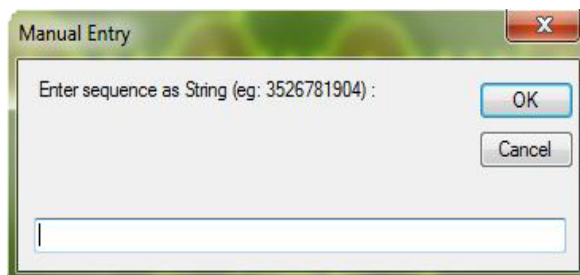 Manual Entry
Enter sequence as String (eg: 3526781904) :
OK
Cancel